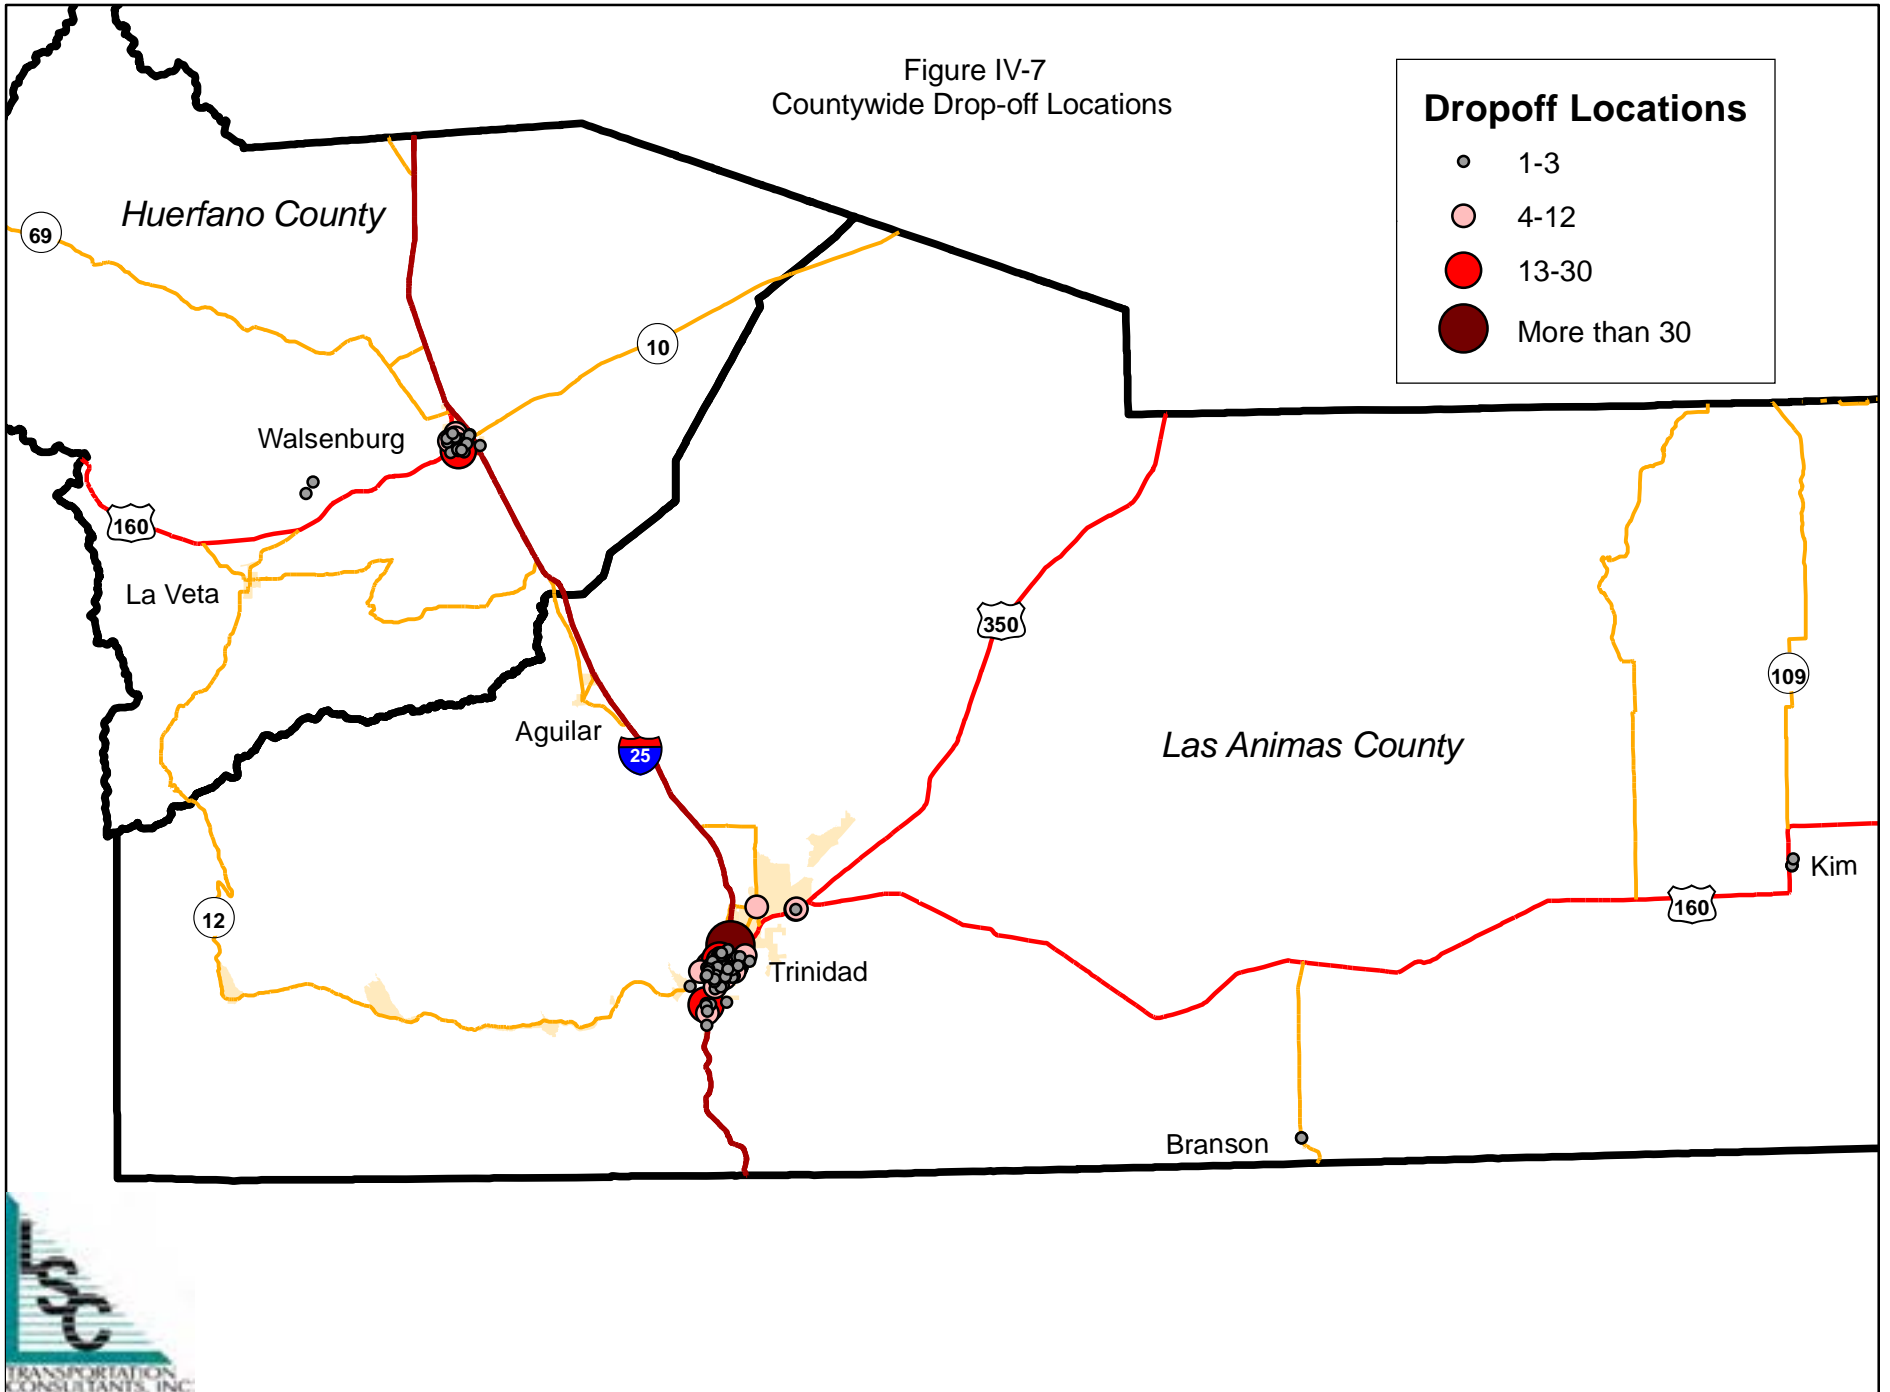 Figure IV-7
Countywide Drop-off Locations
Dropoff Locations
1-3
4-12
13-30
More than 30
Huerfano County
69
10
Walsenburg
160
La Veta
350
109
Aguilar
25
Las Animas County
Kim
12
160
Trinidad
Branson
LSC
TRANSPORTATION
CONSULTANTS, INC